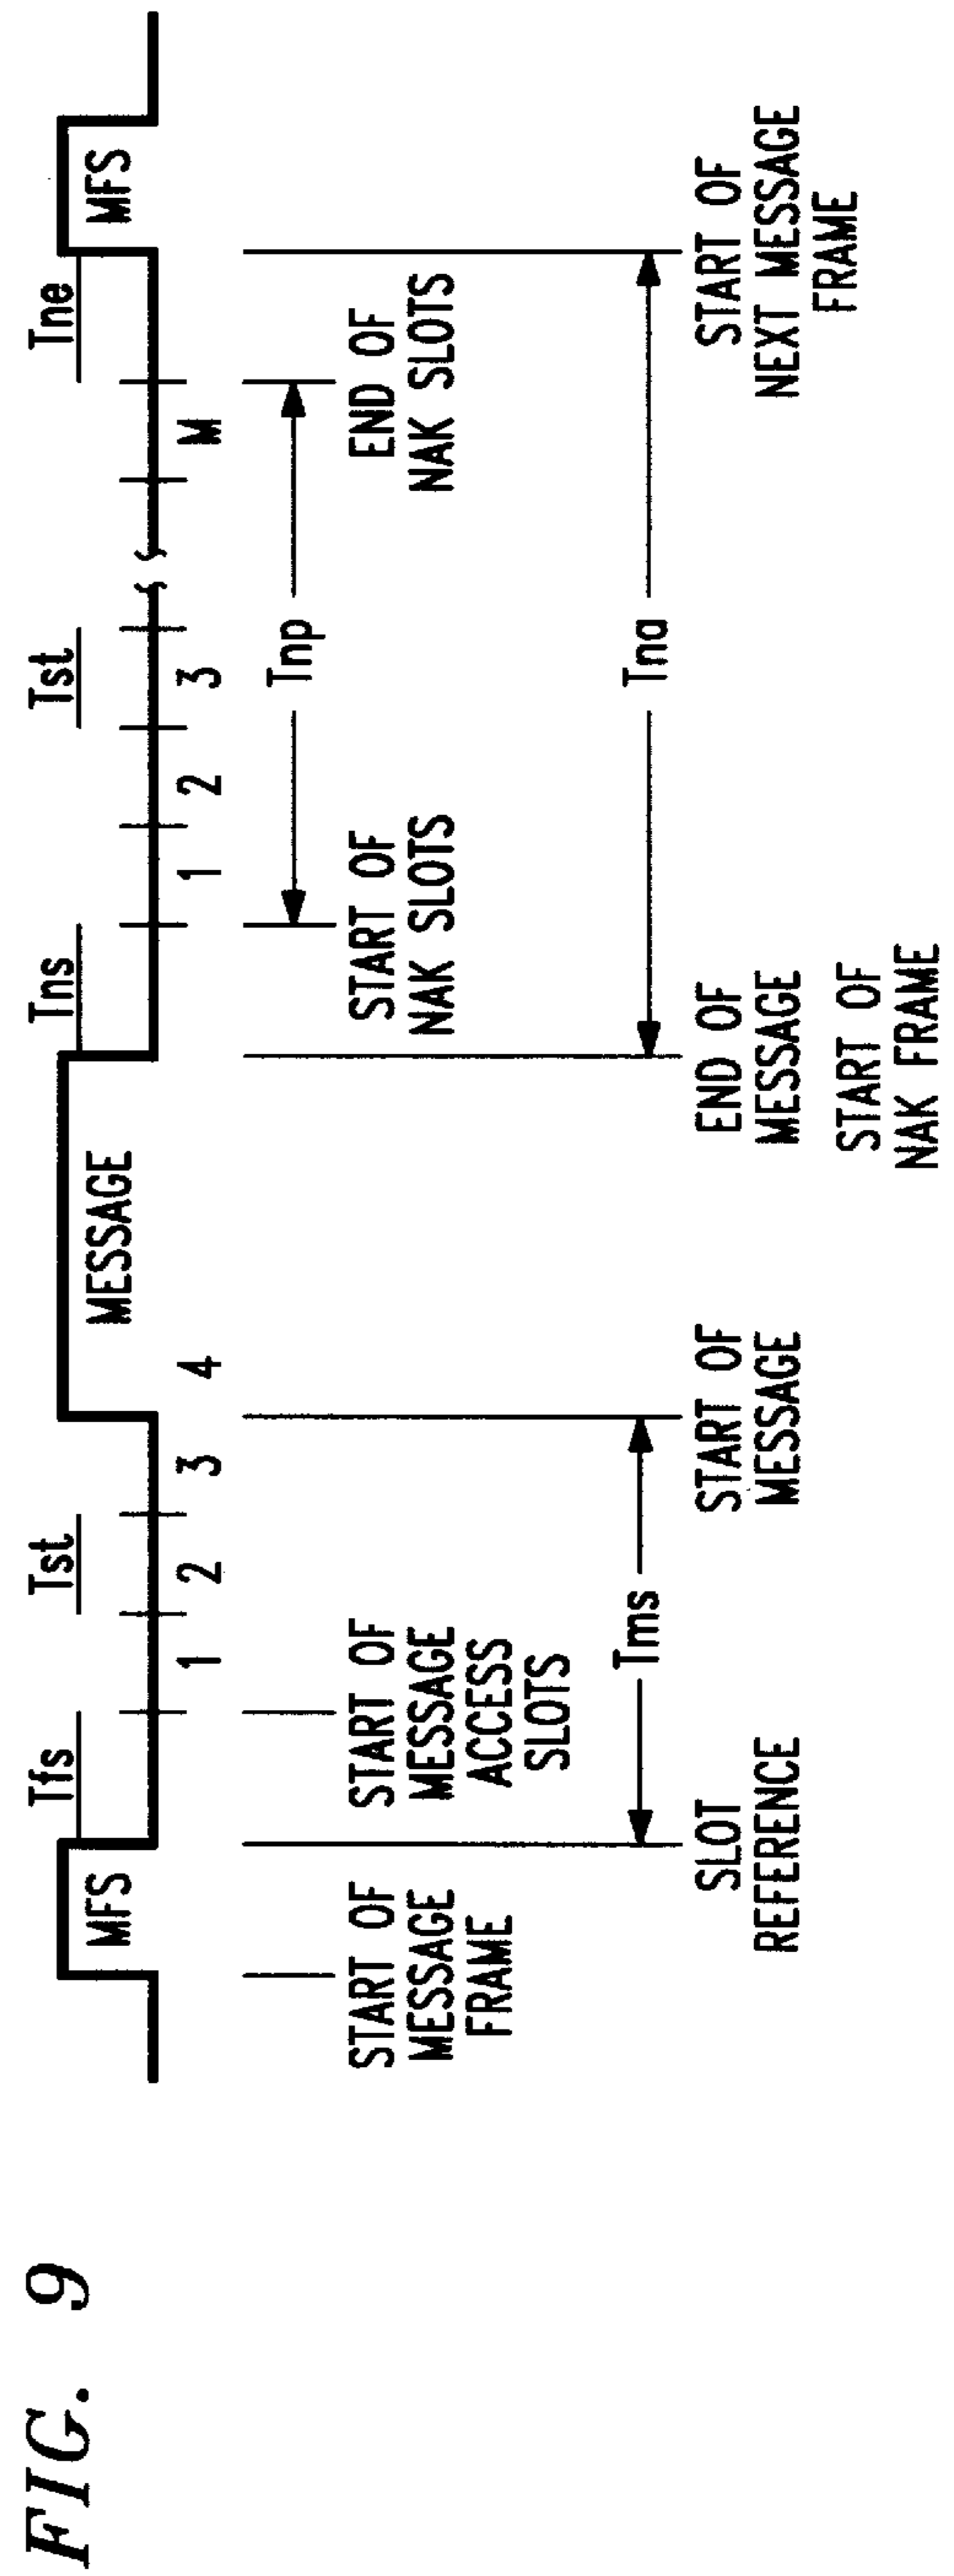 FIG. 9
MFS
Tfs
Tst
MESSAGE
Tns
Tst
Tne
MFS
1
2
3
4
1
2
3
M
START OF
MESSAGE
FRAME
START OF
MESSAGE
ACCESS
SLOTS
START OF
NAK SLOTS
Tnp
END OF
NAK SLOTS
Tms
Tna
SLOT
REFERENCE
START OF
MESSAGE
END OF
MESSAGE
START OF
NAK FRAME
START OF
NEXT MESSAGE
FRAME